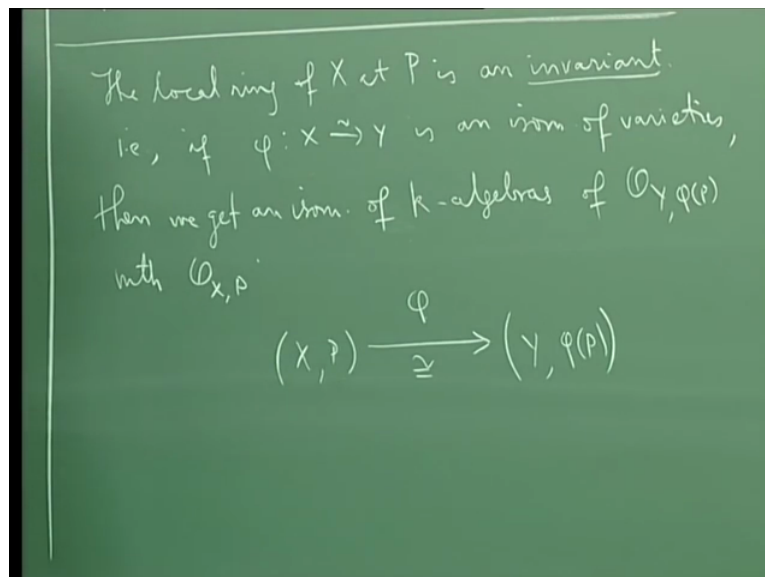 The local ring of X at P is an invariant.
i.e, if φ : X ⥲ Y is an isom of varieties,
then we get an isom. of k-algebras of 𝒪_{Y, φ(P)}
with 𝒪_{X, P}.
φ
(X, P) ⟶ (Y, φ(P))
≅